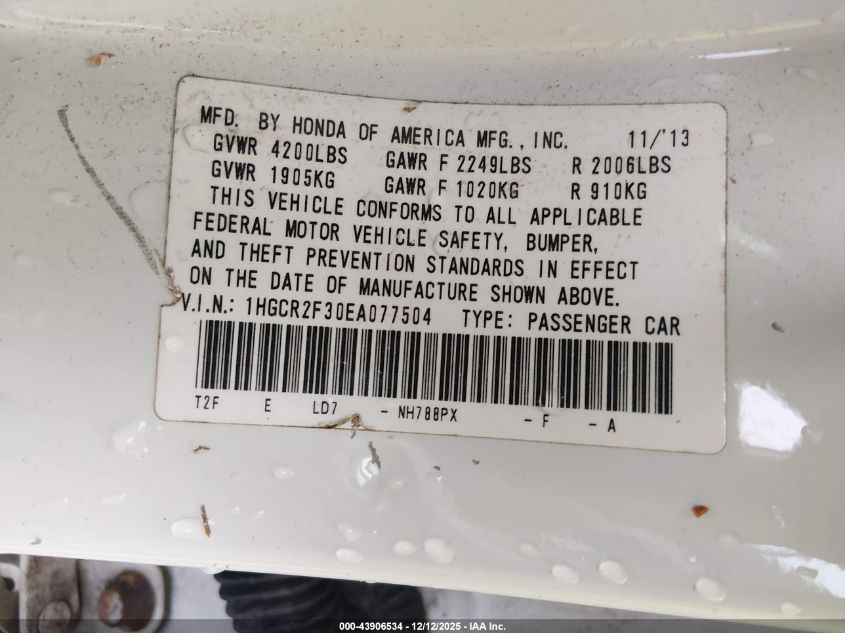 MFD. BY HONDA OF AMERICA MFG., INC. 11/'13
GVWR 4200LBS GAWR F 2249LBS R 2006LBS
GVWR 1905KG GAWR F 1020KG R 910KG
THIS VEHICLE CONFORMS TO ALL APPLICABLE
FEDERAL MOTOR VEHICLE SAFETY, BUMPER,
AND THEFT PREVENTION STANDARDS IN EFFECT
ON THE DATE OF MANUFACTURE SHOWN ABOVE.
V.I.N.: 1HGCR2F30EA077504 TYPE: PASSENGER CAR
T2F E LD7 - NH788PX - F - A
000-43906534 - 12/12/2025 - IAA Inc.